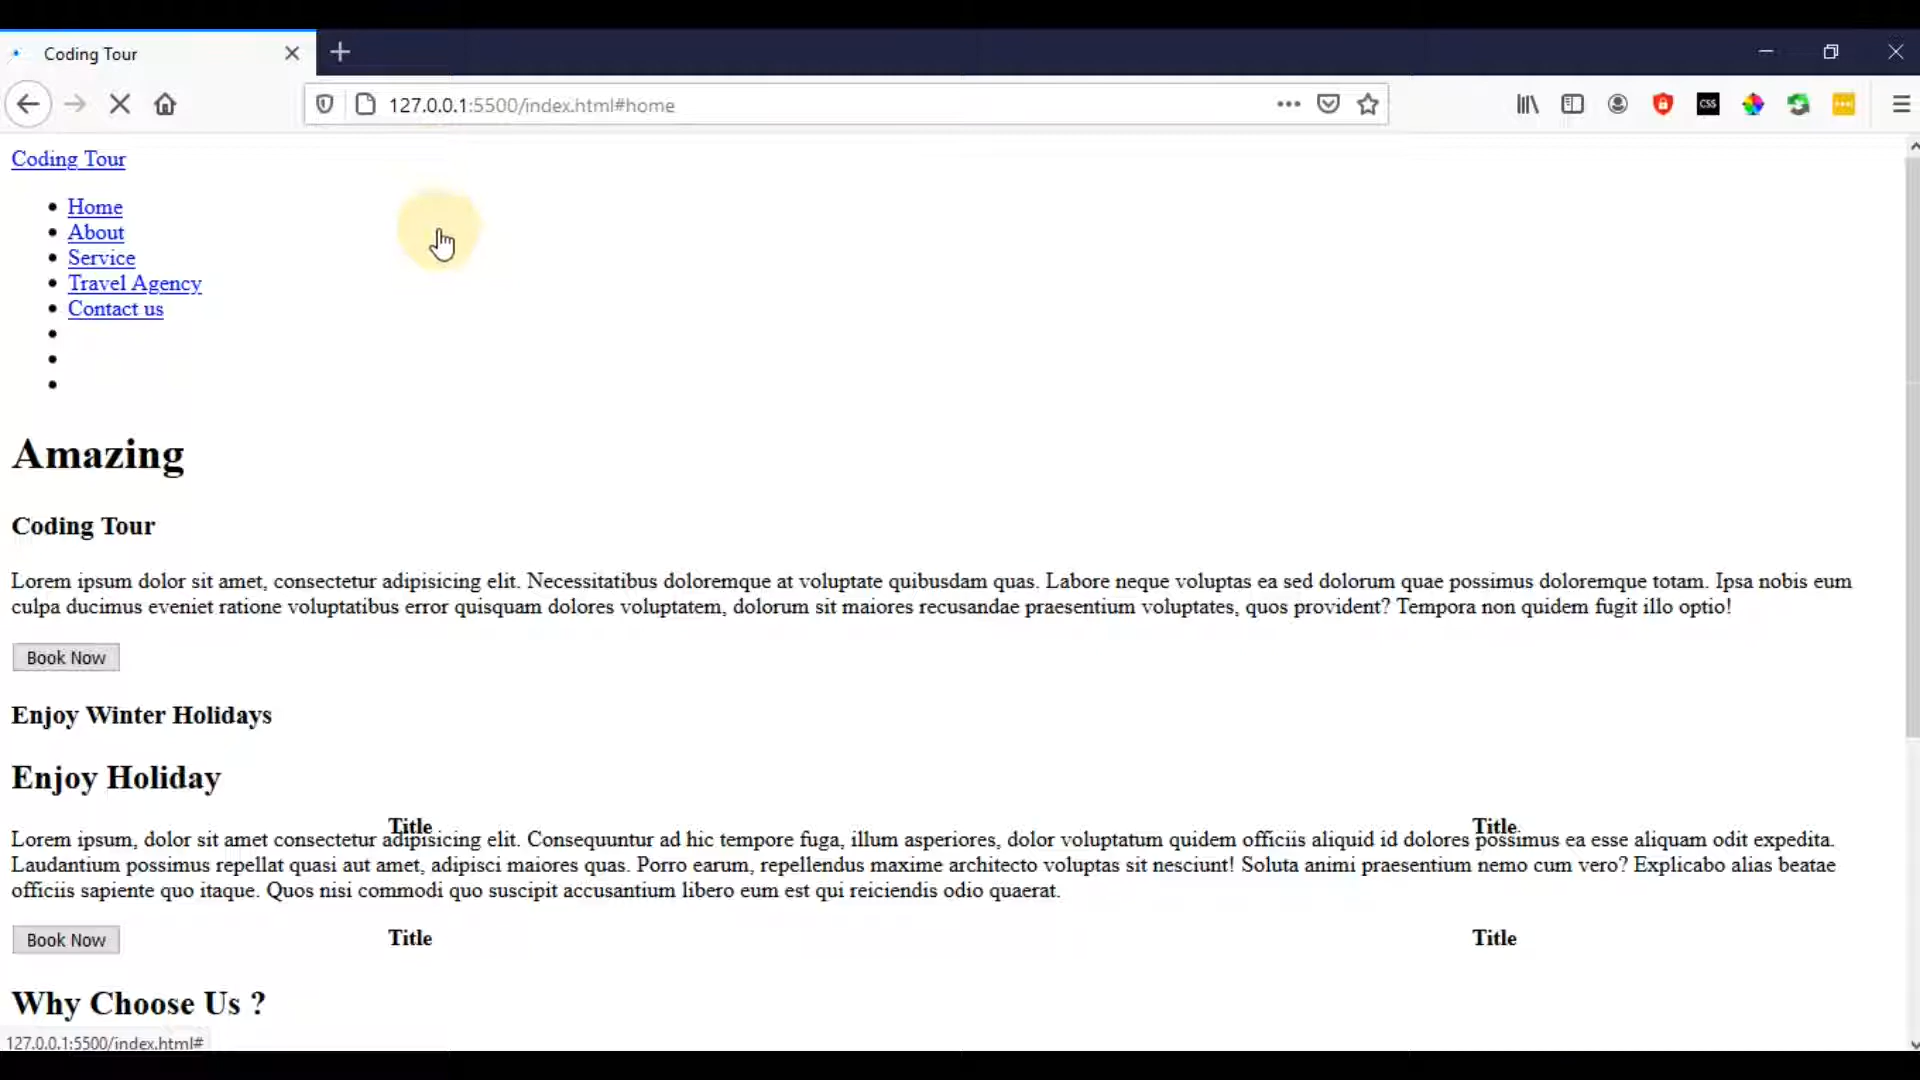 Coding Tour
127.0.0.1:5500/index.html#home
CSS
Coding Tour
Home
About
Service
Travel Agency
Contact us
Amazing
Coding Tour
Lorem ipsum dolor sit amet, consectetur adipisicing elit. Necessitatibus doloremque at voluptate quibusdam quas. Labore neque voluptas ea sed dolorum quae possimus doloremque totam. Ipsa nobis eum
culpa ducimus eveniet ratione voluptatibus error quisquam dolores voluptatem, dolorum sit maiores recusandae praesentium voluptates, quos provident? Tempora non quidem fugit illo optio!
Book Now
Enjoy Winter Holidays
Enjoy Holiday
Title Title
Lorem ipsum, dolor sit amet consectetur adipisicing elit. Consequuntur ad hic tempore fuga, illum asperiores, dolor voluptatum quidem officiis aliquid id dolores possimus ea esse aliquam odit expedita.
Laudantium possimus repellat quasi aut amet, adipisci maiores quas. Porro earum, repellendus maxime architecto voluptas sit nesciunt! Soluta animi praesentium nemo cum vero? Explicabo alias beatae
officiis sapiente quo itaque. Quos nisi commodi quo suscipit accusantium libero eum est qui reiciendis odio quaerat.
Book Now Title Title
Why Choose Us ?
127.0.0.1:5500/index.html#